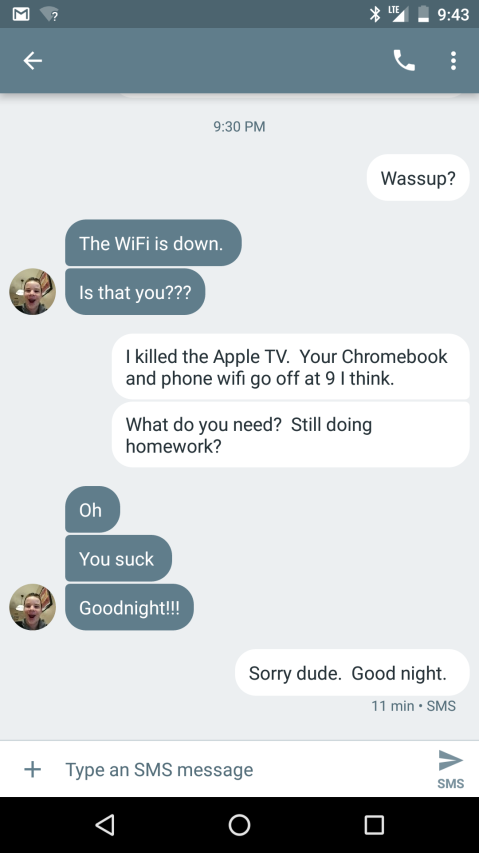 LTE 9:43
9:30 PM
Wassup?
The WiFi is down.
Is that you???
I killed the Apple TV.  Your Chromebook
and phone wifi go off at 9 I think.
What do you need?  Still doing
homework?
Oh
You suck
Goodnight!!!
Sorry dude.  Good night.
11 min • SMS
Type an SMS message
SMS